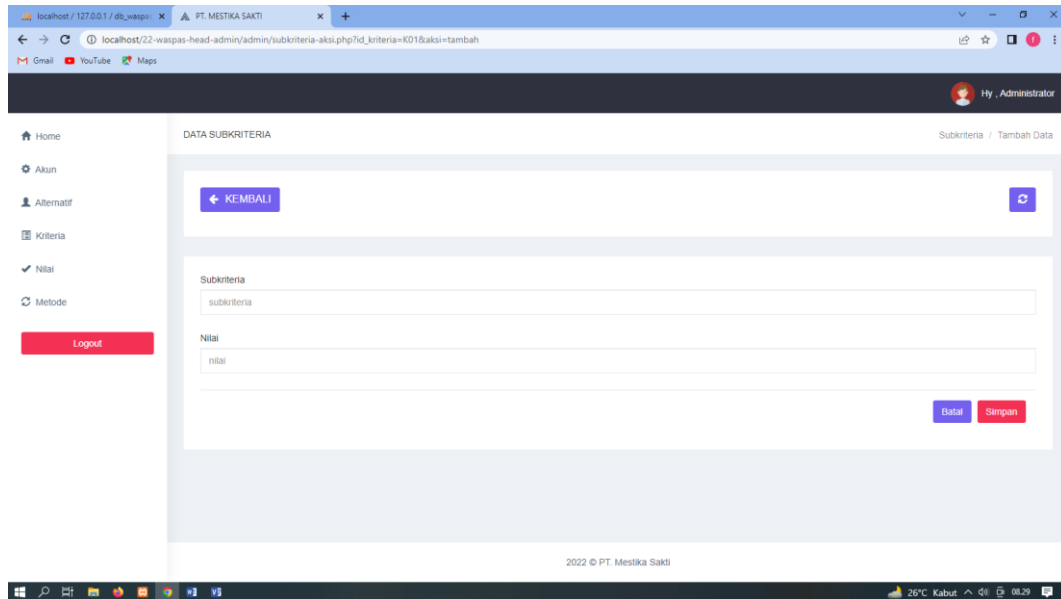 localhost / 127.0.0.1 / db_waspas
PT. MESTIKA SAKTI
localhost/22-waspas-head-admin/admin/subkriteria-aksi.php?id_kriteria=K01&aksi=tambah
Gmail YouTube Maps
Hy , Administrator
Home
DATA SUBKRITERIA
Subkriteria / Tambah Data
Akun
Alternatif
KEMBALI
Kriteria
Nilai
Metode
Logout
Subkriteria
subkriteria
Nilai
nilai
Batal Simpan
2022 © PT. Mestika Sakti
26°C Kabut 08.29